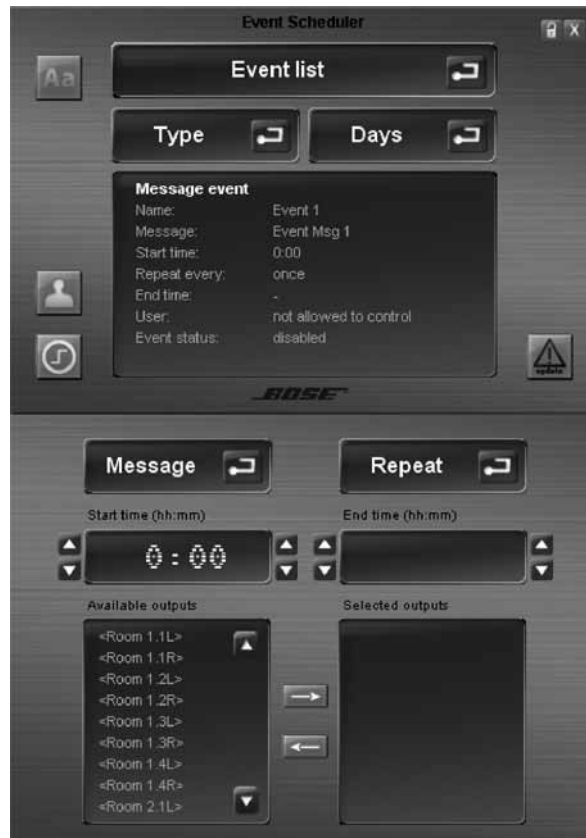 Event Scheduler
X
Aa
Event list
Type
Days
Message event
Name: Event 1
Message: Event Msg 1
Start time: 0:00
Repeat every: once
End time: -
User: not allowed to control
Event status: disabled
update
BOSE
Message
Repeat
Start time (hh:mm)
End time (hh:mm)
0:00
Available outputs
Selected outputs
<Room 1.1L>
<Room 1.1R>
<Room 1.2L>
<Room 1.2R>
<Room 1.3L>
<Room 1.3R>
<Room 1.4L>
<Room 1.4R>
<Room 2.1L>